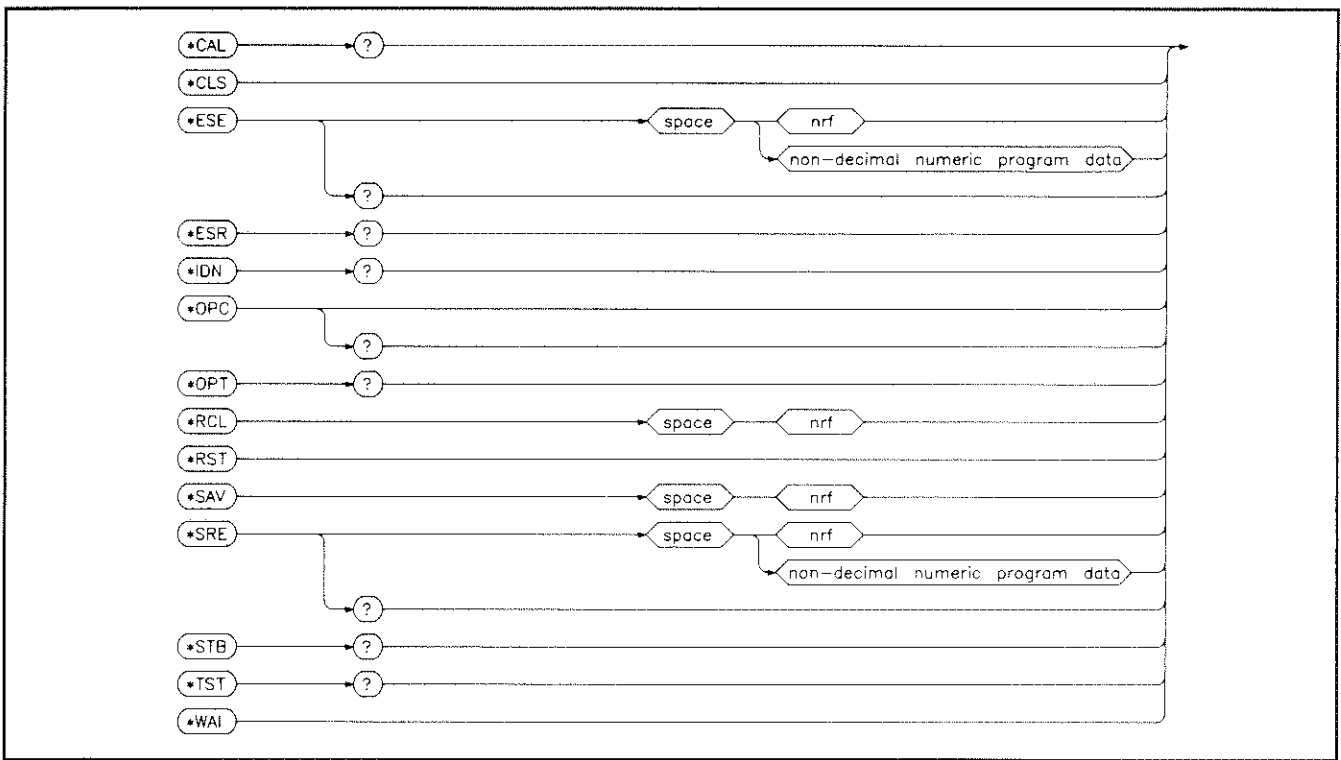 *CAL ?
*CLS
*ESE space nrf
non-decimal numeric program data
?
*ESR ?
*IDN ?
*OPC
?
*OPT ?
*RCL space nrf
*RST
*SAV space nrf
*SRE space nrf
non-decimal numeric program data
?
*STB ?
*TST ?
*WAI